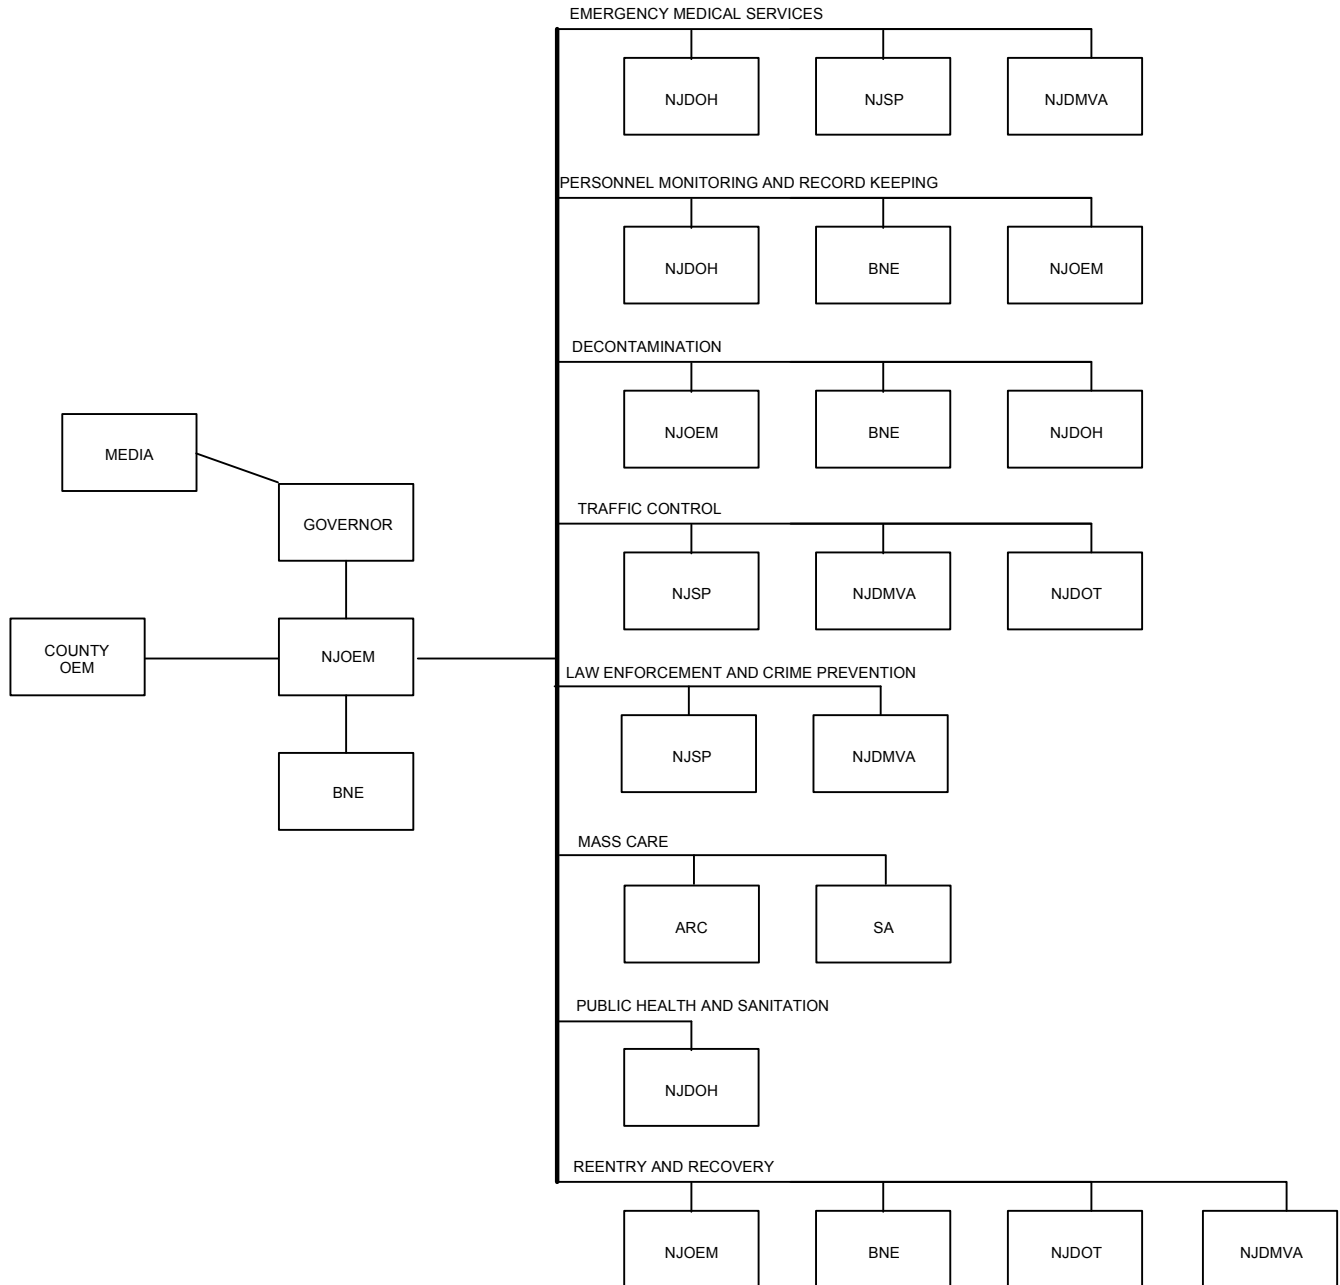 EMERGENCY MEDICAL SERVICES
NJDOH
NJSP
NJDMVA
PERSONNEL MONITORING AND RECORD KEEPING
NJDOH
BNE
NJOEM
DECONTAMINATION
NJOEM
BNE
NJDOH
MEDIA
GOVERNOR
TRAFFIC CONTROL
NJSP
NJDMVA
NJDOT
COUNTY
OEM
NJOEM
BNE
LAW ENFORCEMENT AND CRIME PREVENTION
NJSP
NJDMVA
MASS CARE
ARC
SA
PUBLIC HEALTH AND SANITATION
NJDOH
REENTRY AND RECOVERY
NJOEM
BNE
NJDOT
NJDMVA